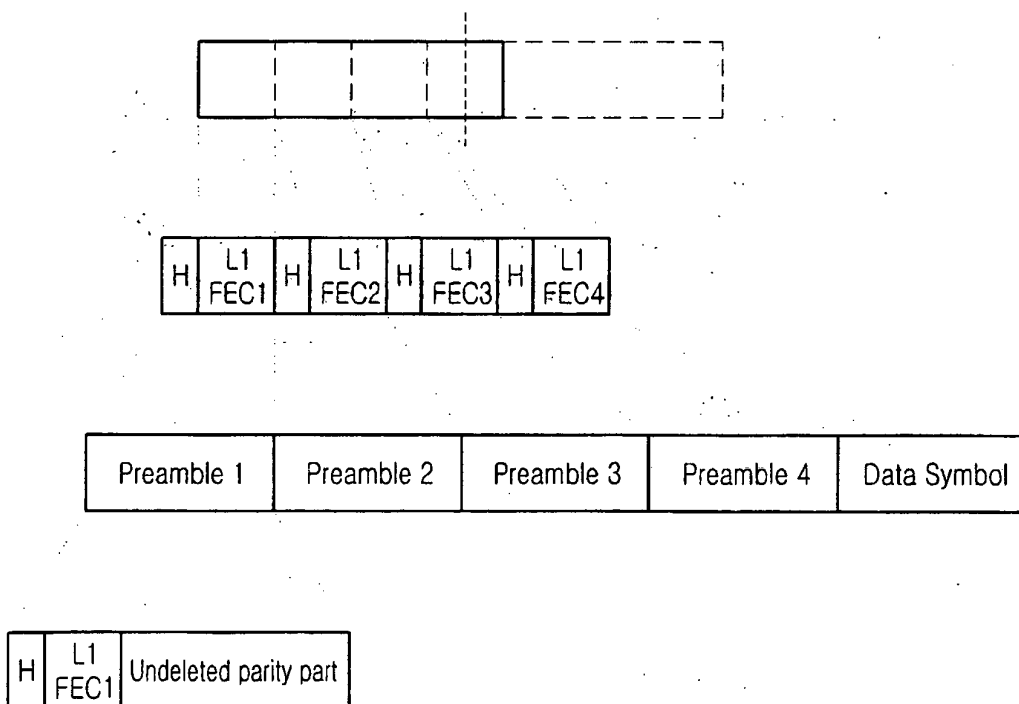 H L1 FEC1 H L1 FEC2 H L1 FEC3 H L1 FEC4
Preamble 1 Preamble 2 Preamble 3 Preamble 4 Data Symbol
H L1 FEC1 Undeleted parity part